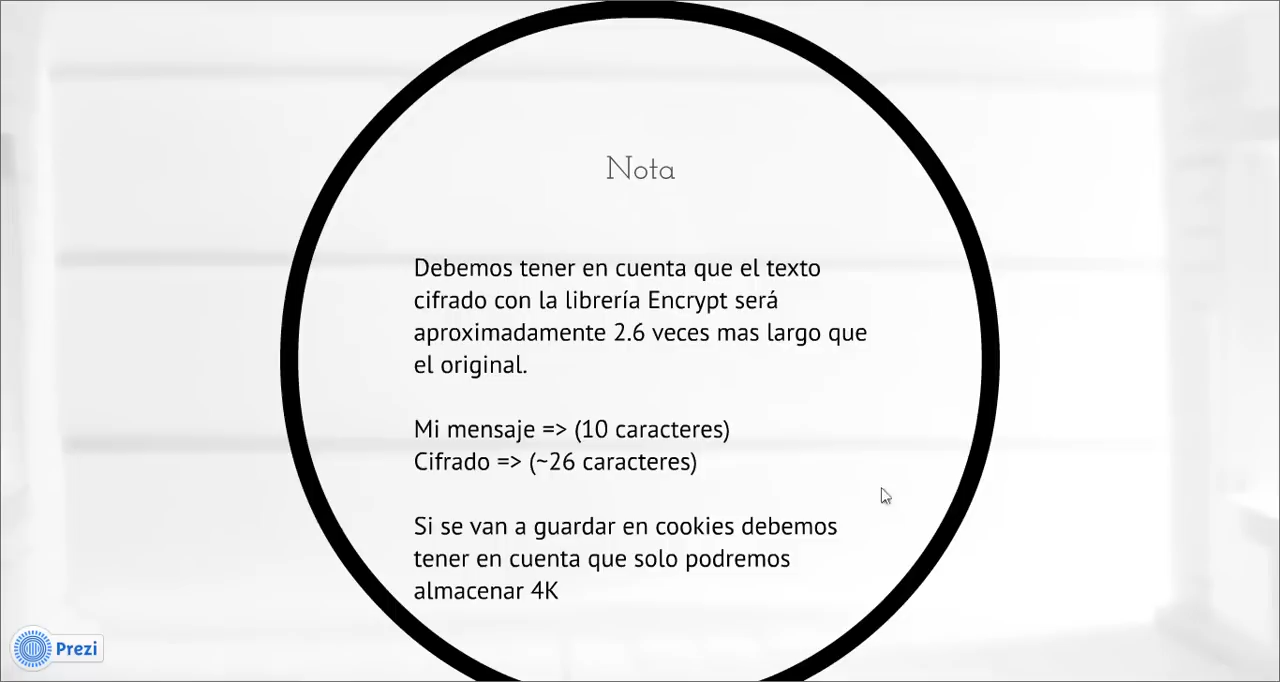 Nota
Debemos tener en cuenta que el texto
cifrado con la librería Encrypt será
aproximadamente 2.6 veces mas largo que
el original.
Mi mensaje => (10 caracteres)
Cifrado => (~26 caracteres)
Si se van a guardar en cookies debemos
tener en cuenta que solo podremos
almacenar 4K
Prezi